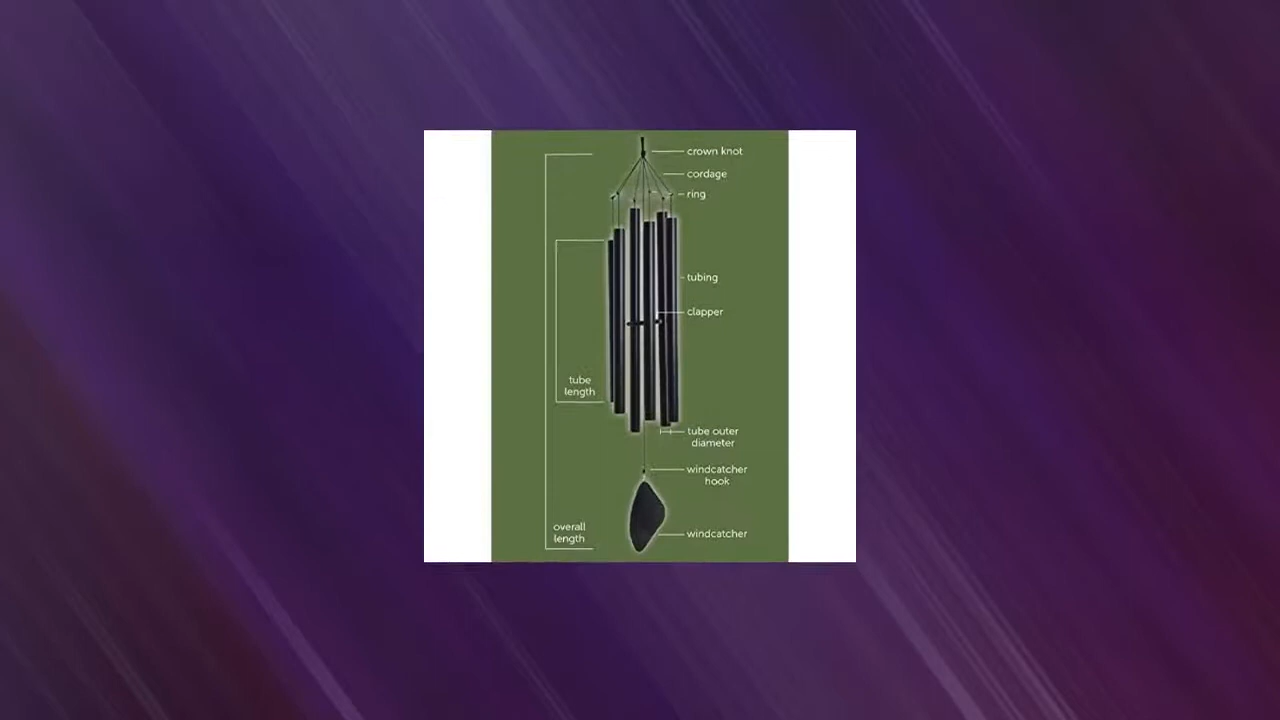 crown knot
cordage
ring
tubing
clapper
tube
length
tube outer
diameter
windcatcher
hook
overall
length
windcatcher